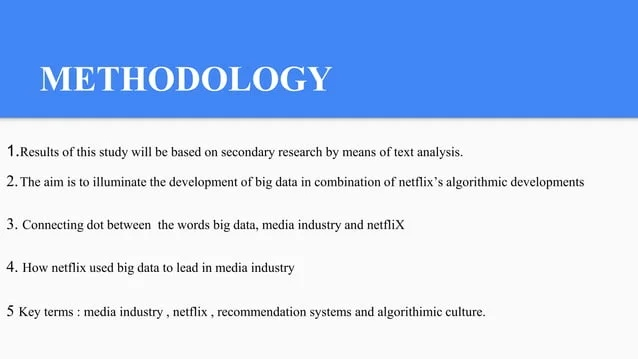 METHODOLOGY
1.Results of this study will be based on secondary research by means of text analysis.
2. The aim is to illuminate the development of big data in combination of netflix's algorithmic developments
3. Connecting dot between the words big data, media industry and netfliX
4. How netflix used big data to lead in media industry
5 Key terms : media industry , netflix , recommendation systems and algorithimic culture.